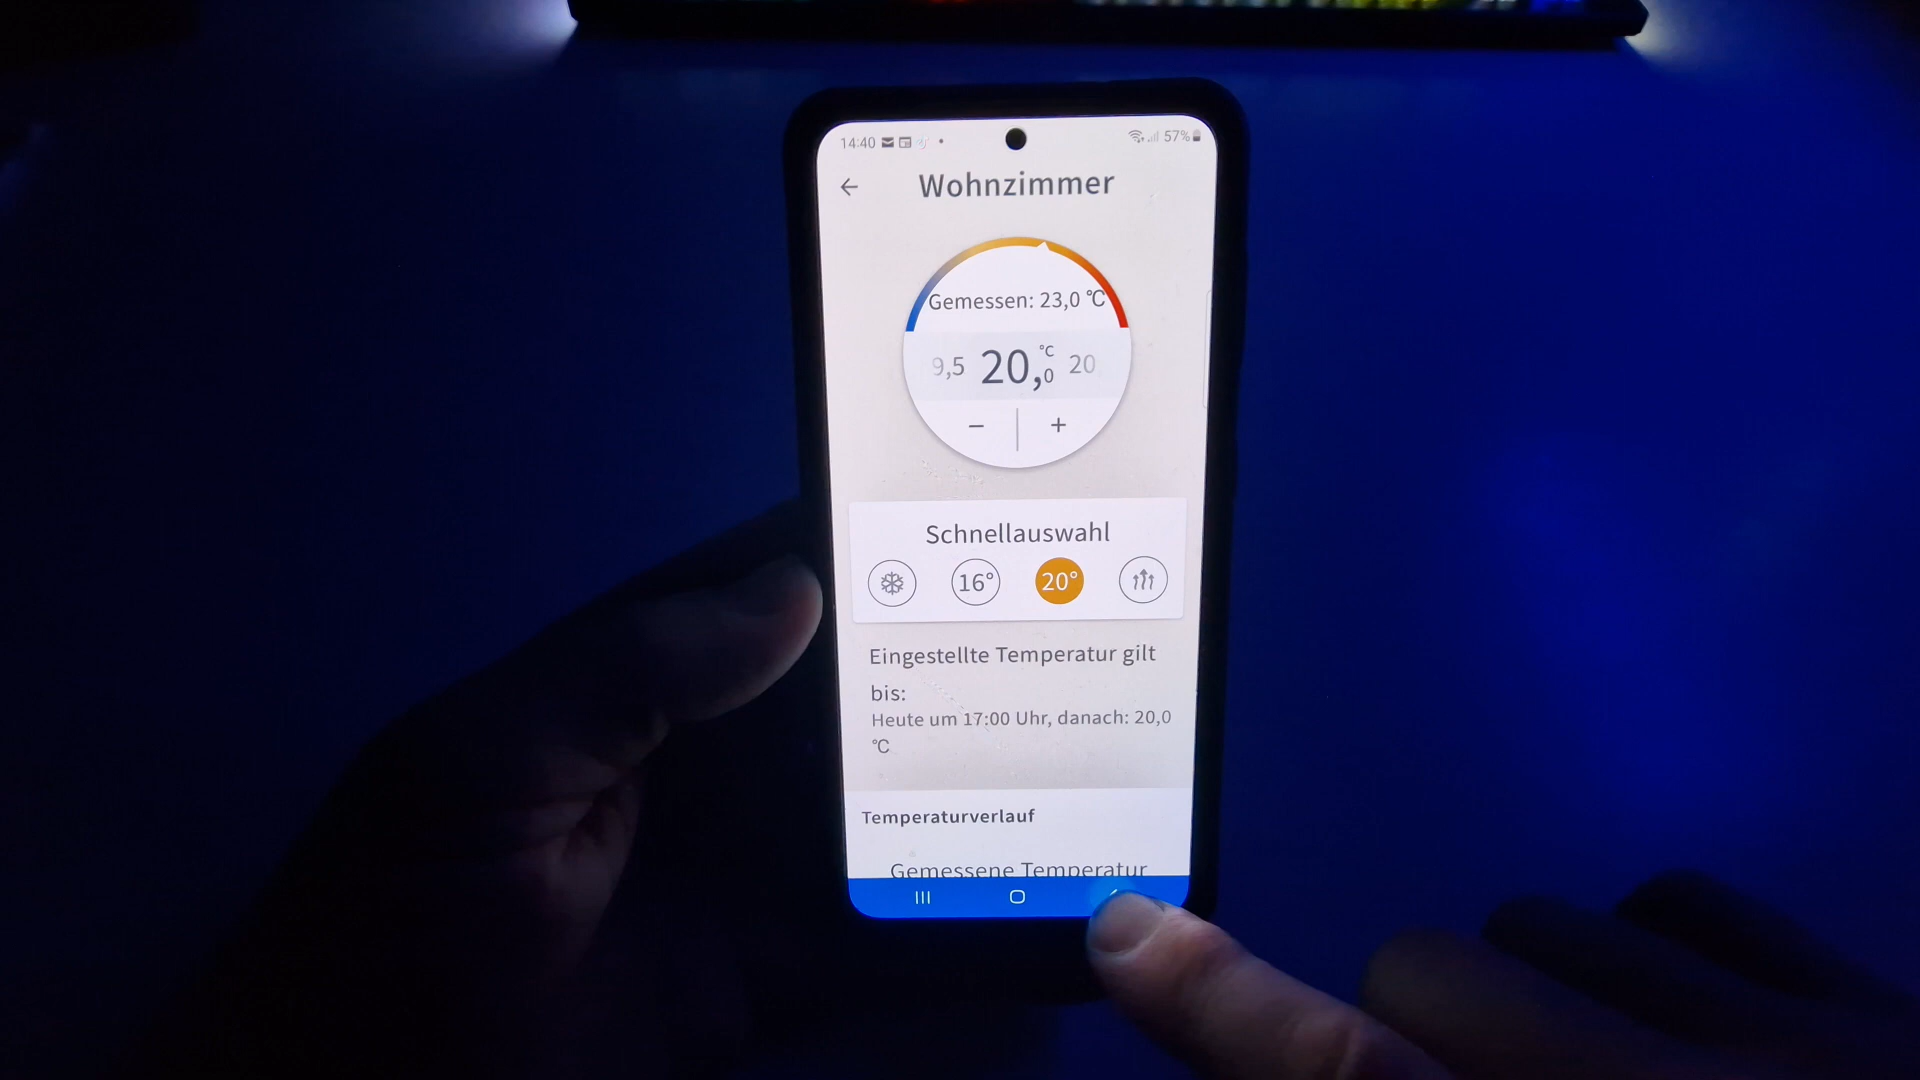 14:40
57%
Wohnzimmer
Gemessen: 23,0 °C
9,5 20,0 °C 20
− +
Schnellauswahl
16° 20°
Eingestellte Temperatur gilt
bis:
Heute um 17:00 Uhr, danach: 20,0
°C
Temperaturverlauf
Gemessene Temperatur